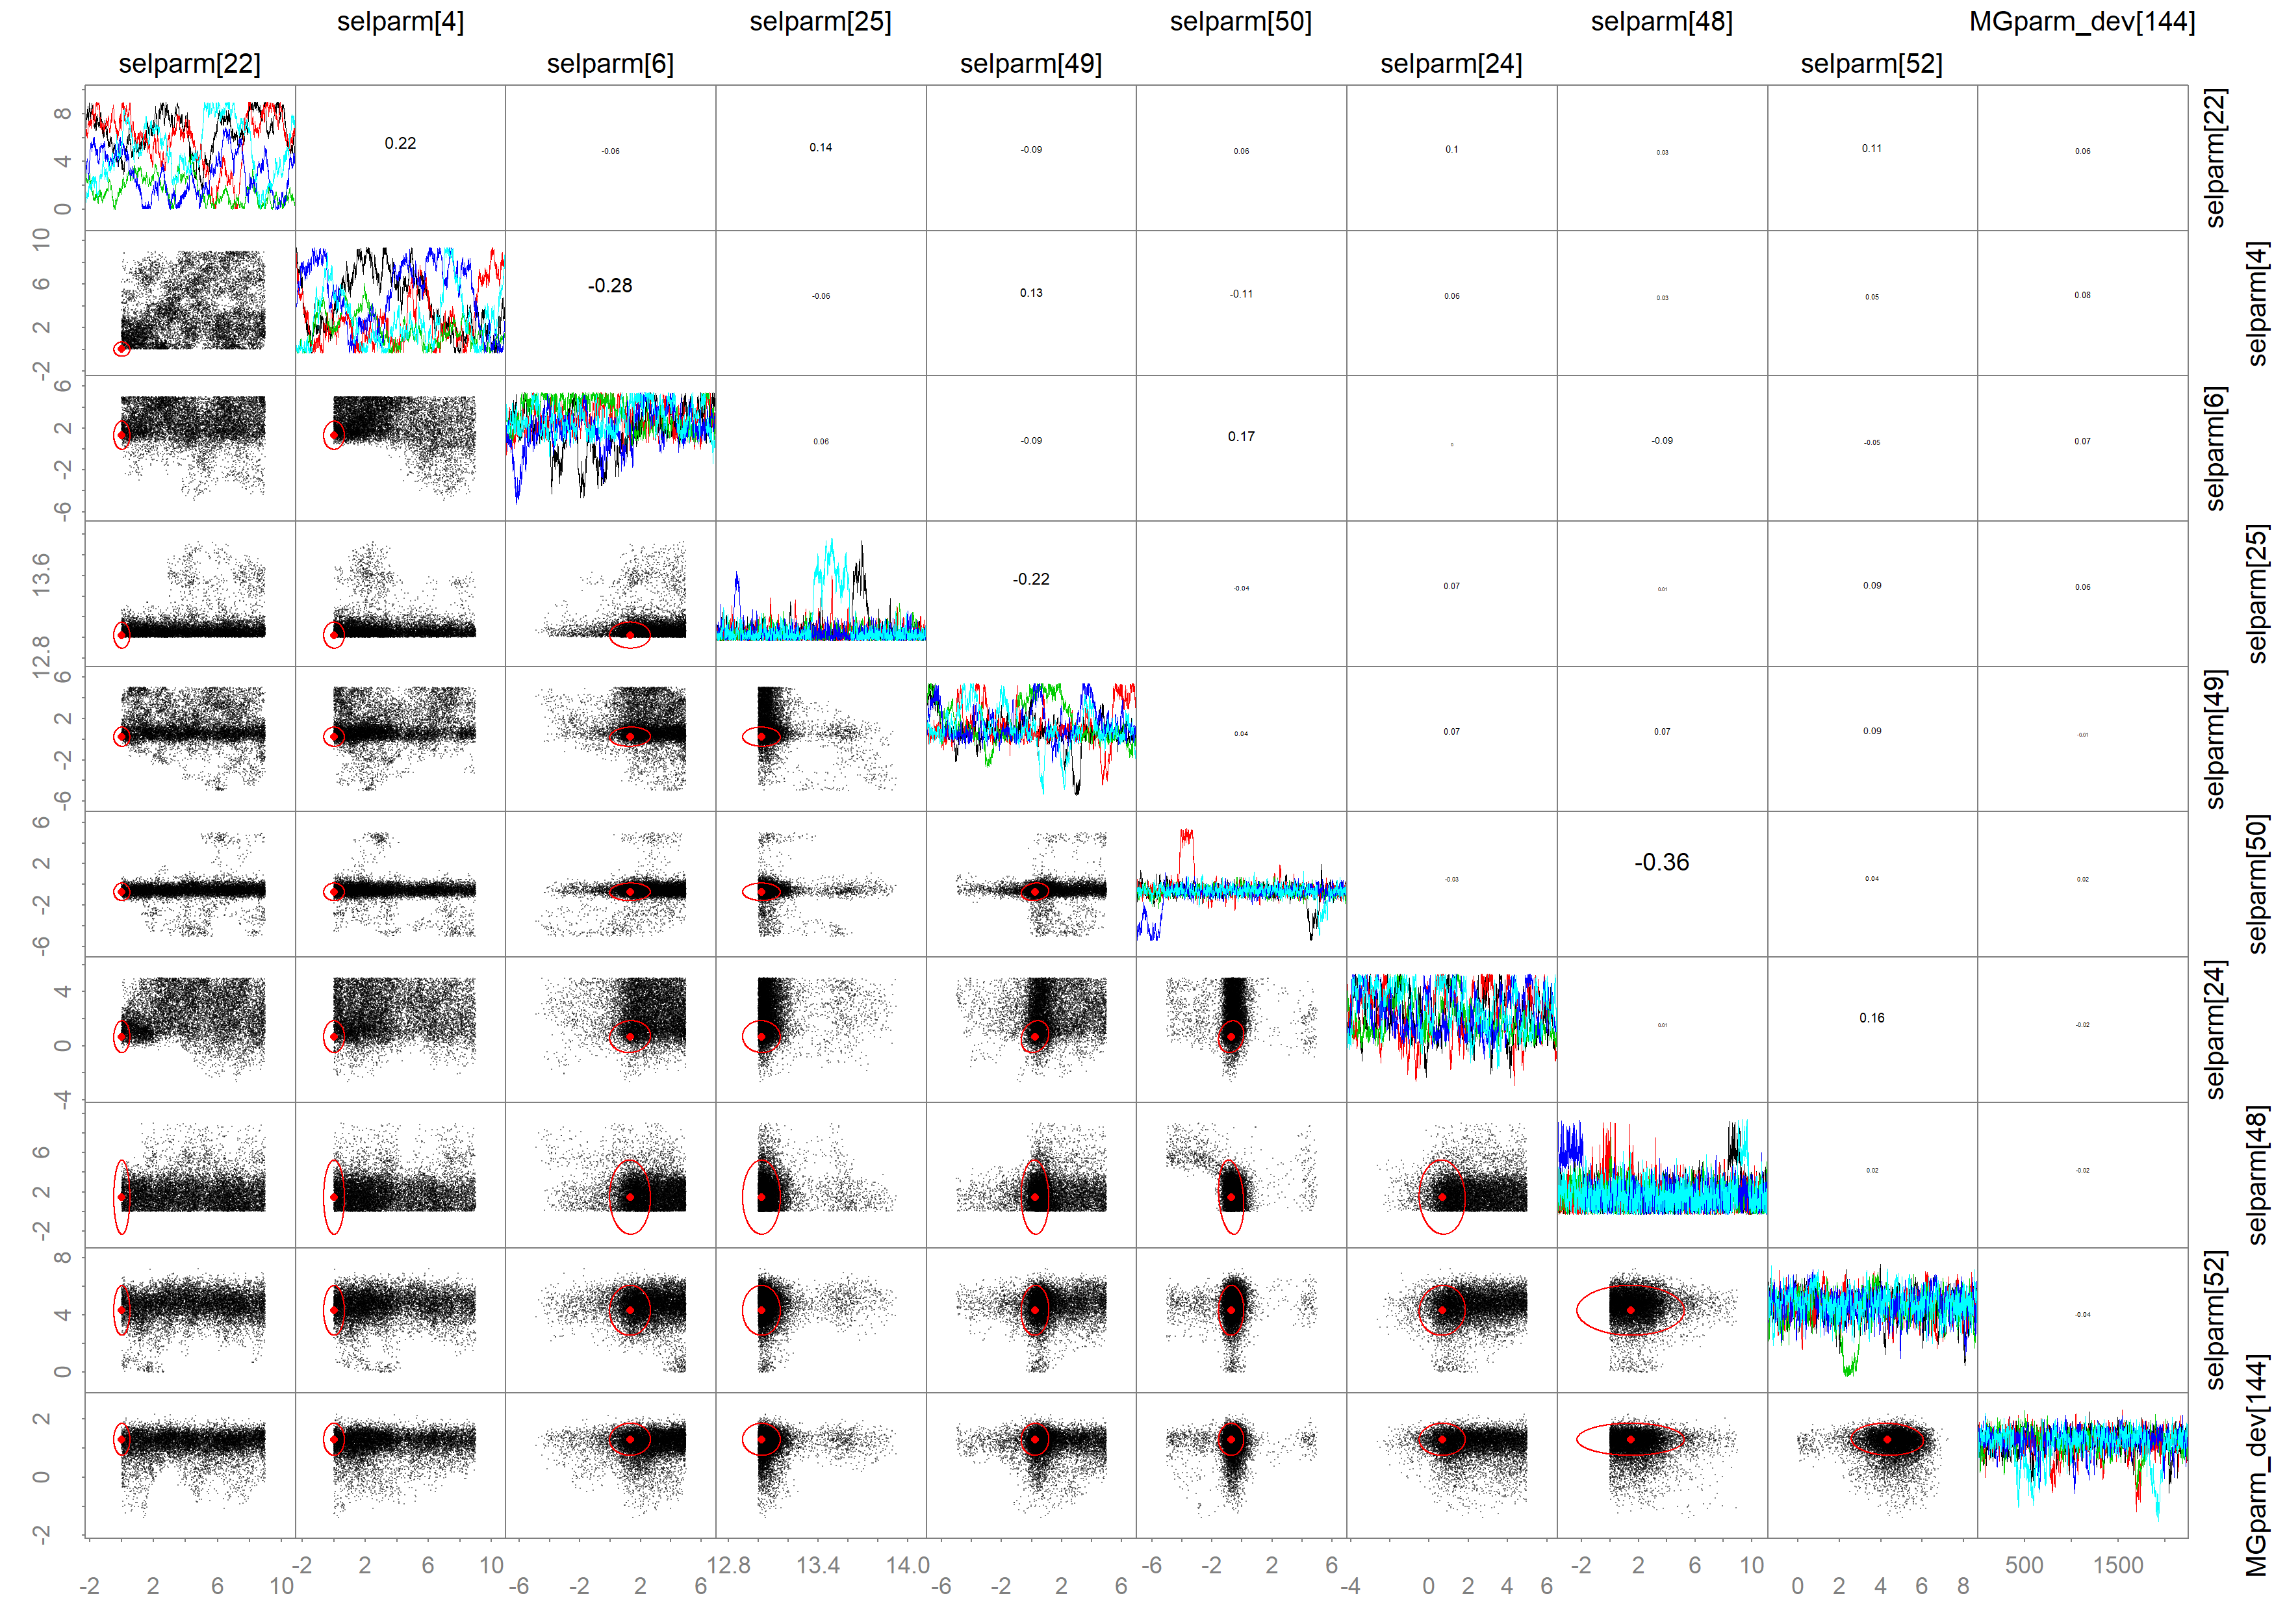 selparm[4] selparm[25] selparm[50] selparm[48] MGparm_dev[144]
selparm[22] selparm[6] selparm[49] selparm[24] selparm[52]
8 4 0 0.22 -0.06 0.14 -0.09 0.06 0.1 0.03 0.11 0.06 selparm[22]
10 6 2 -2 -0.28 -0.06 0.13 -0.11 0.06 0.03 0.05 0.08 selparm[4]
6 2 -2 -6 0.06 -0.09 0.17 0 -0.09 -0.05 0.07 selparm[6]
13.6 12.8 -0.22 -0.04 0.07 0.01 0.09 0.06 selparm[25]
6 2 -2 -6 0.04 0.07 0.07 0.09 -0.01 selparm[49]
6 2 -2 -6 -0.03 -0.36 0.04 0.02 selparm[50]
4 0 -4 0.01 0.16 -0.02 selparm[24]
6 2 -2 0.02 -0.02 selparm[48]
8 4 0 -0.04 selparm[52]
2 0 -2 MGparm_dev[144]
-2 2 6 10 12.8 13.4 14.0 -6 -2 2 6 -2 2 6 10 500 1500
-2 2 6 10 -6 -2 2 6 -6 -2 2 6 -4 0 2 4 6 0 2 4 6 8